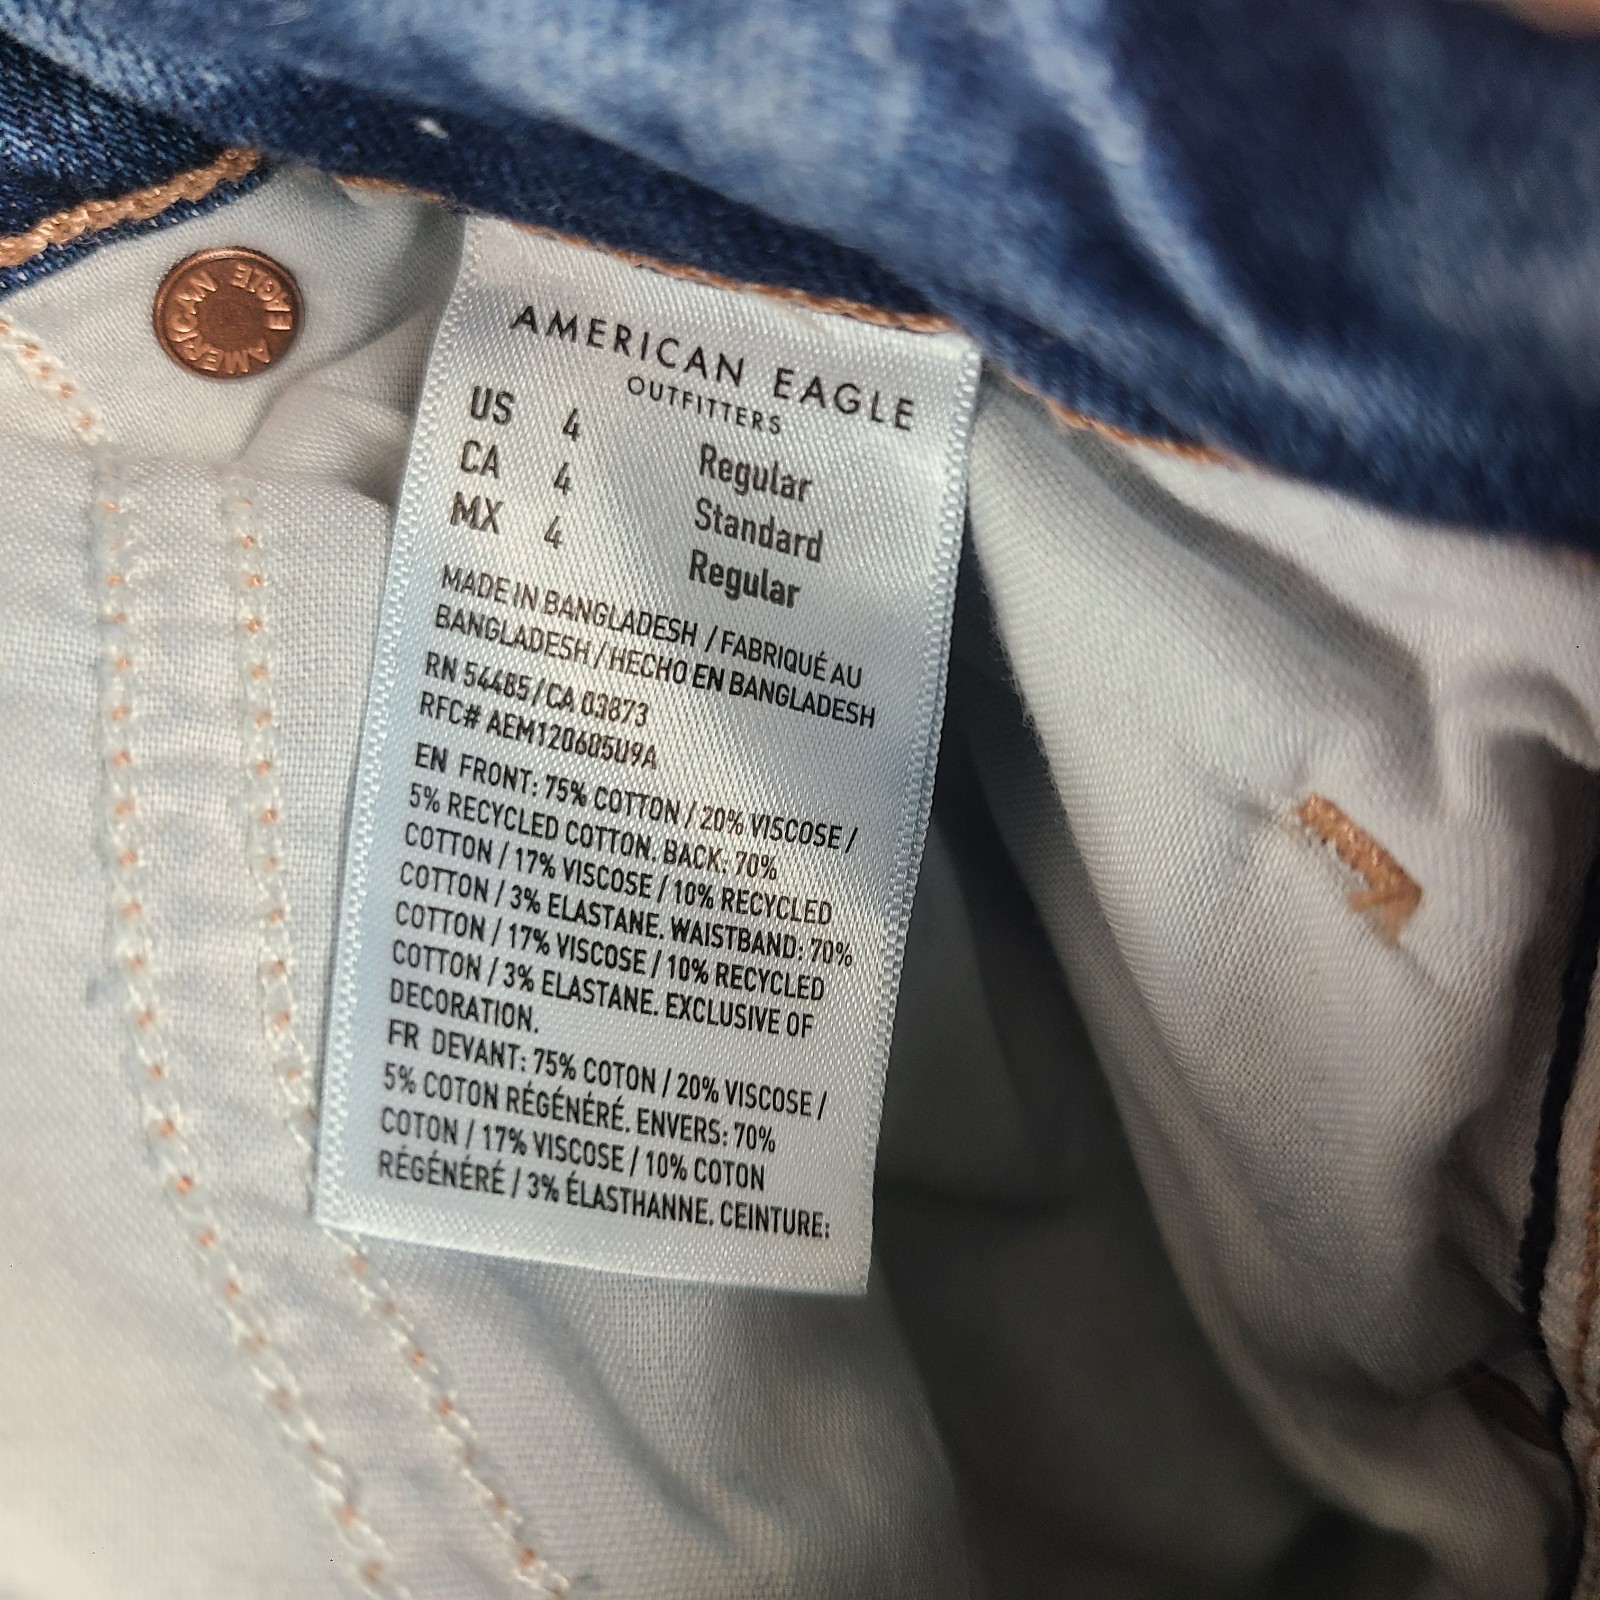 AMERICAN EAGLE
AMERICAN EAGLE
OUTFITTERS
US 4 Regular
CA 4 Standard
MX 4 Regular
MADE IN BANGLADESH / FABRIQUÉ AU
BANGLADESH / HECHO EN BANGLADESH
RN 54485 / CA 03873
RFC# AEM120605U9A
EN FRONT: 75% COTTON / 20% VISCOSE /
5% RECYCLED COTTON. BACK: 70%
COTTON / 17% VISCOSE / 10% RECYCLED
COTTON / 3% ELASTANE. WAISTBAND: 70%
COTTON / 17% VISCOSE / 10% RECYCLED
COTTON / 3% ELASTANE. EXCLUSIVE OF
DECORATION.
FR DEVANT: 75% COTON / 20% VISCOSE /
5% COTON RÉGÉNÉRÉ. ENVERS: 70%
COTON / 17% VISCOSE / 10% COTON
RÉGÉNÉRÉ / 3% ÉLASTHANNE. CEINTURE: